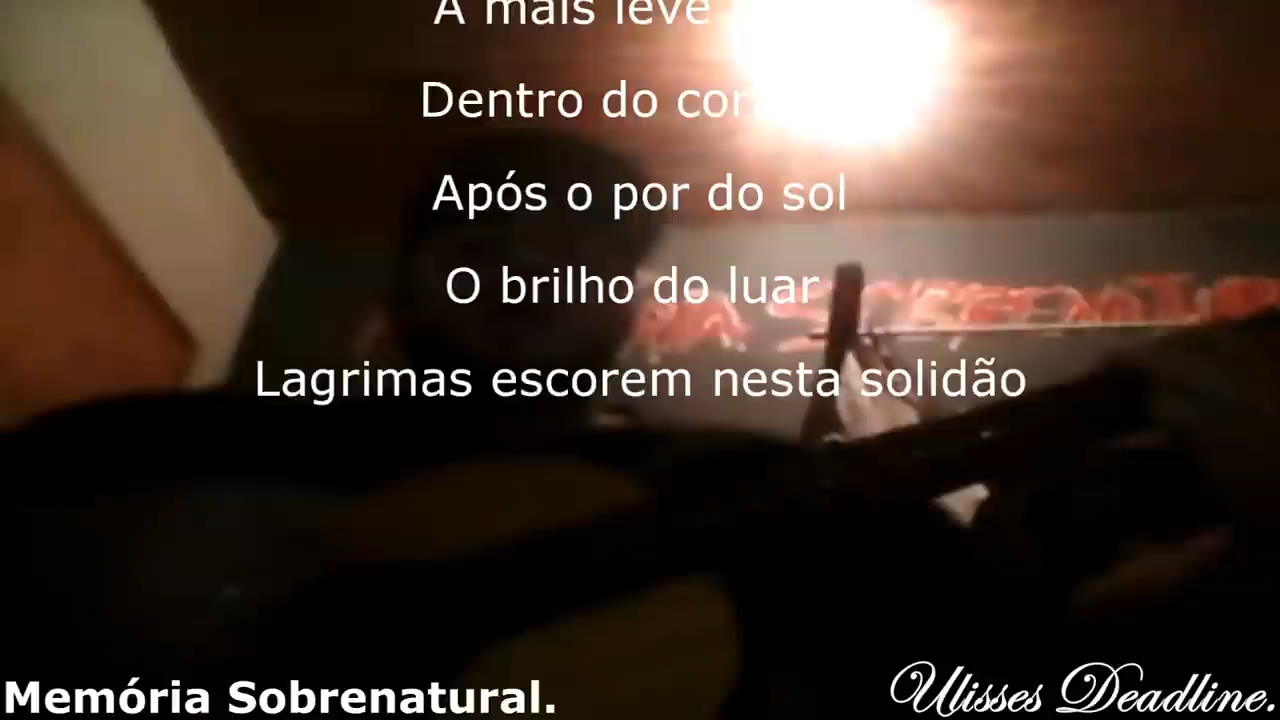 A mais leve
Dentro do
Após o por do sol
O brilho do luar
Lagrimas escorem nesta solidão
Memória Sobrenatural.
Ulisses Deadline.